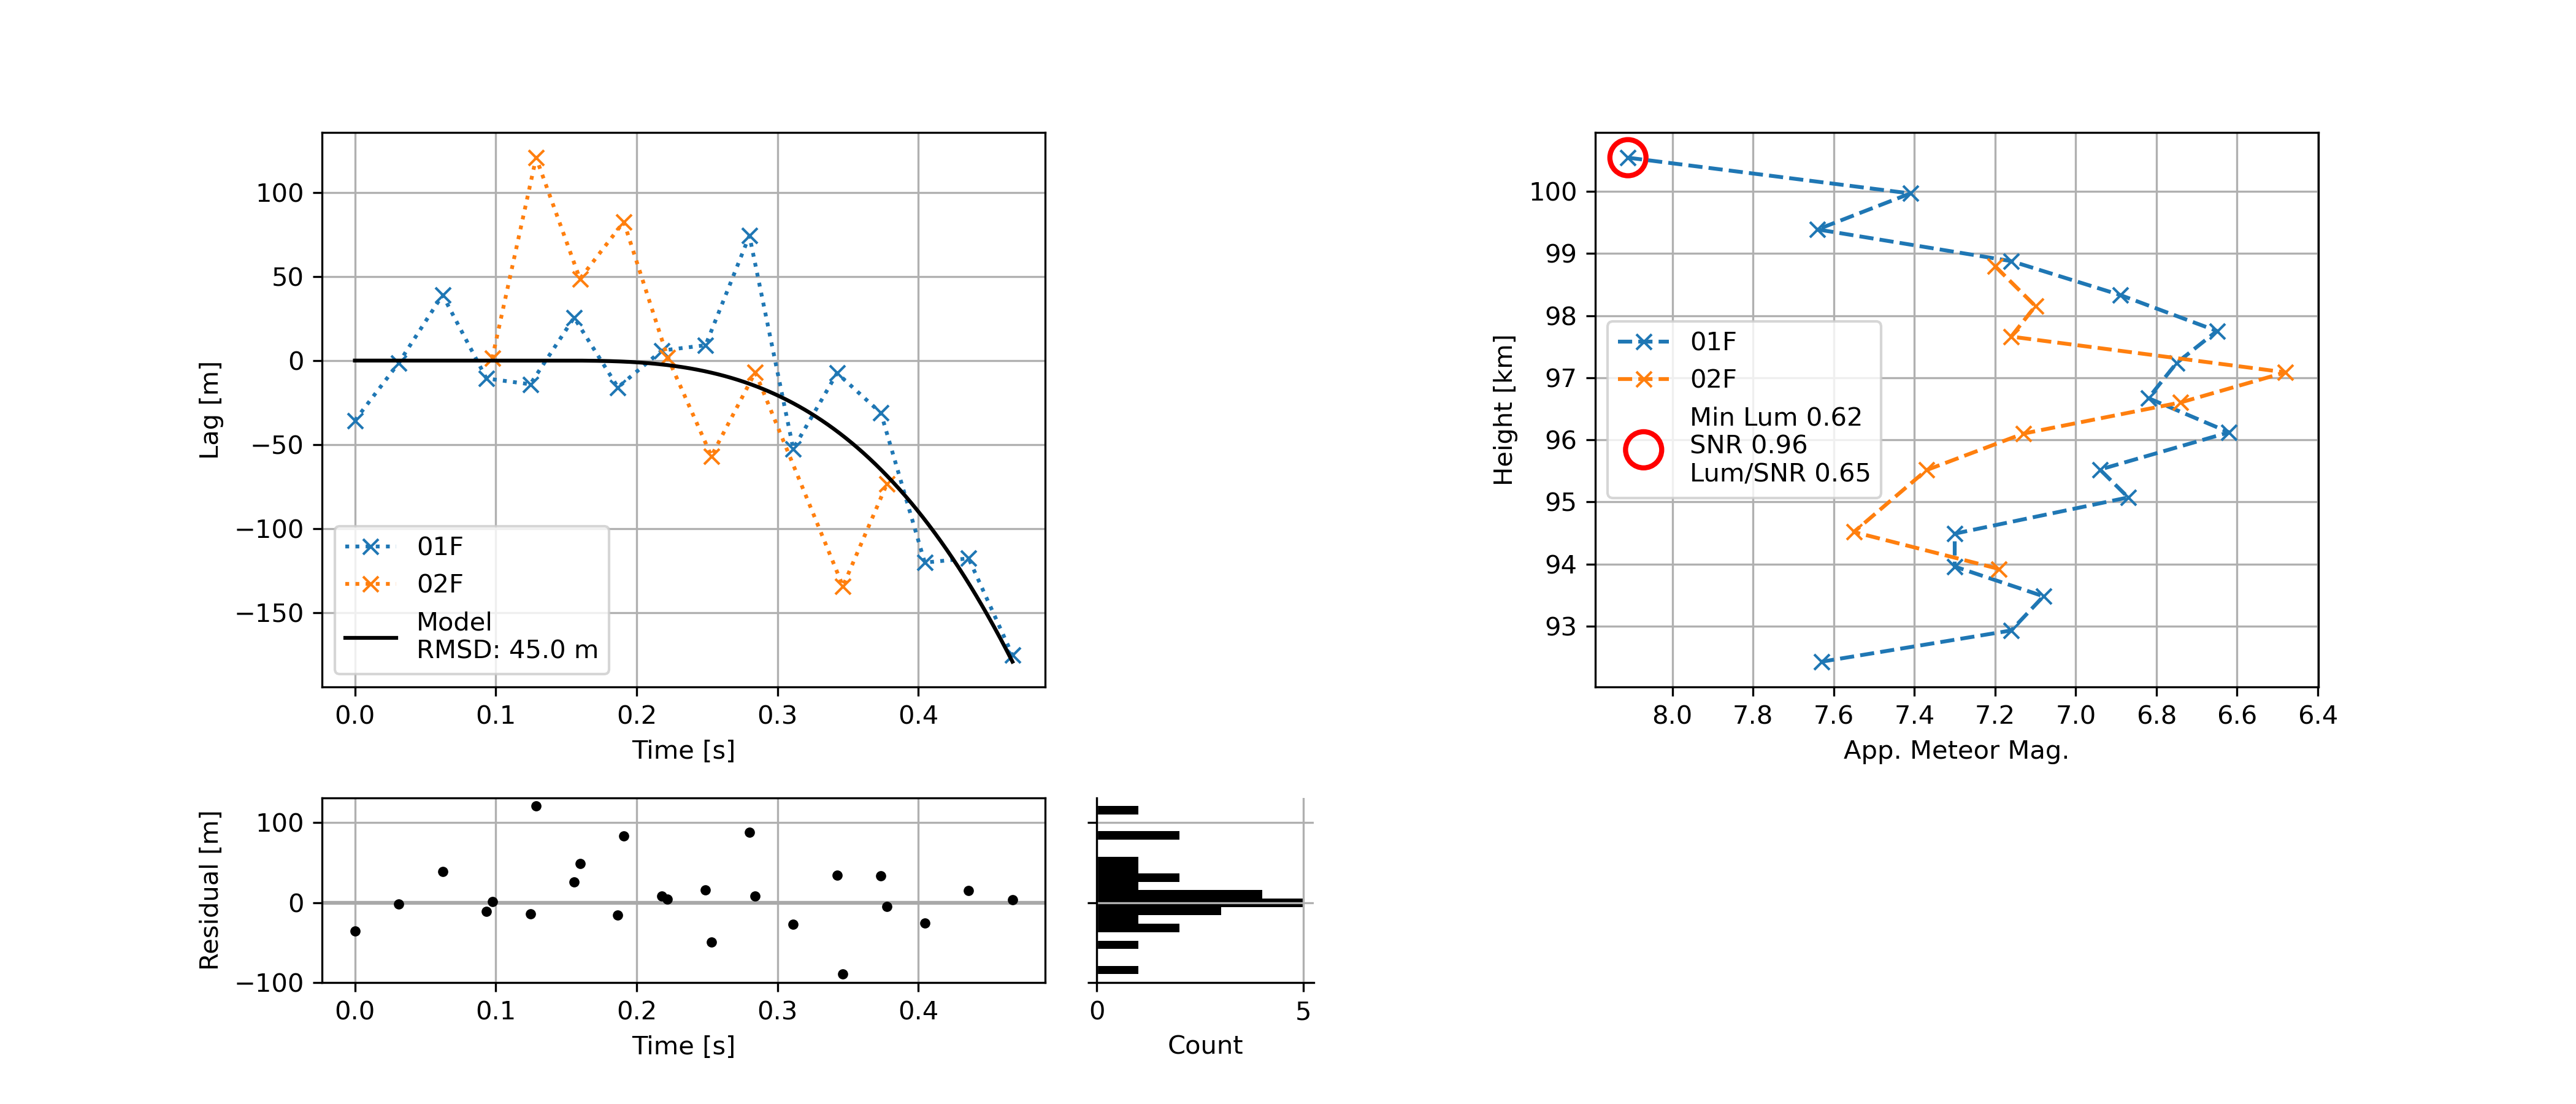 100
50
0
−50
−100
−150
Lag [m]
01F
02F
Model
RMSD: 45.0 m
0.0 0.1 0.2 0.3 0.4
Time [s]
100
99
98
97
96
95
94
93
Height [km]
01F
02F
Min Lum 0.62
SNR 0.96
Lum/SNR 0.65
8.0 7.8 7.6 7.4 7.2 7.0 6.8 6.6 6.4
App. Meteor Mag.
100
0
−100
Residual [m]
0.0 0.1 0.2 0.3 0.4
Time [s]
0 5
Count